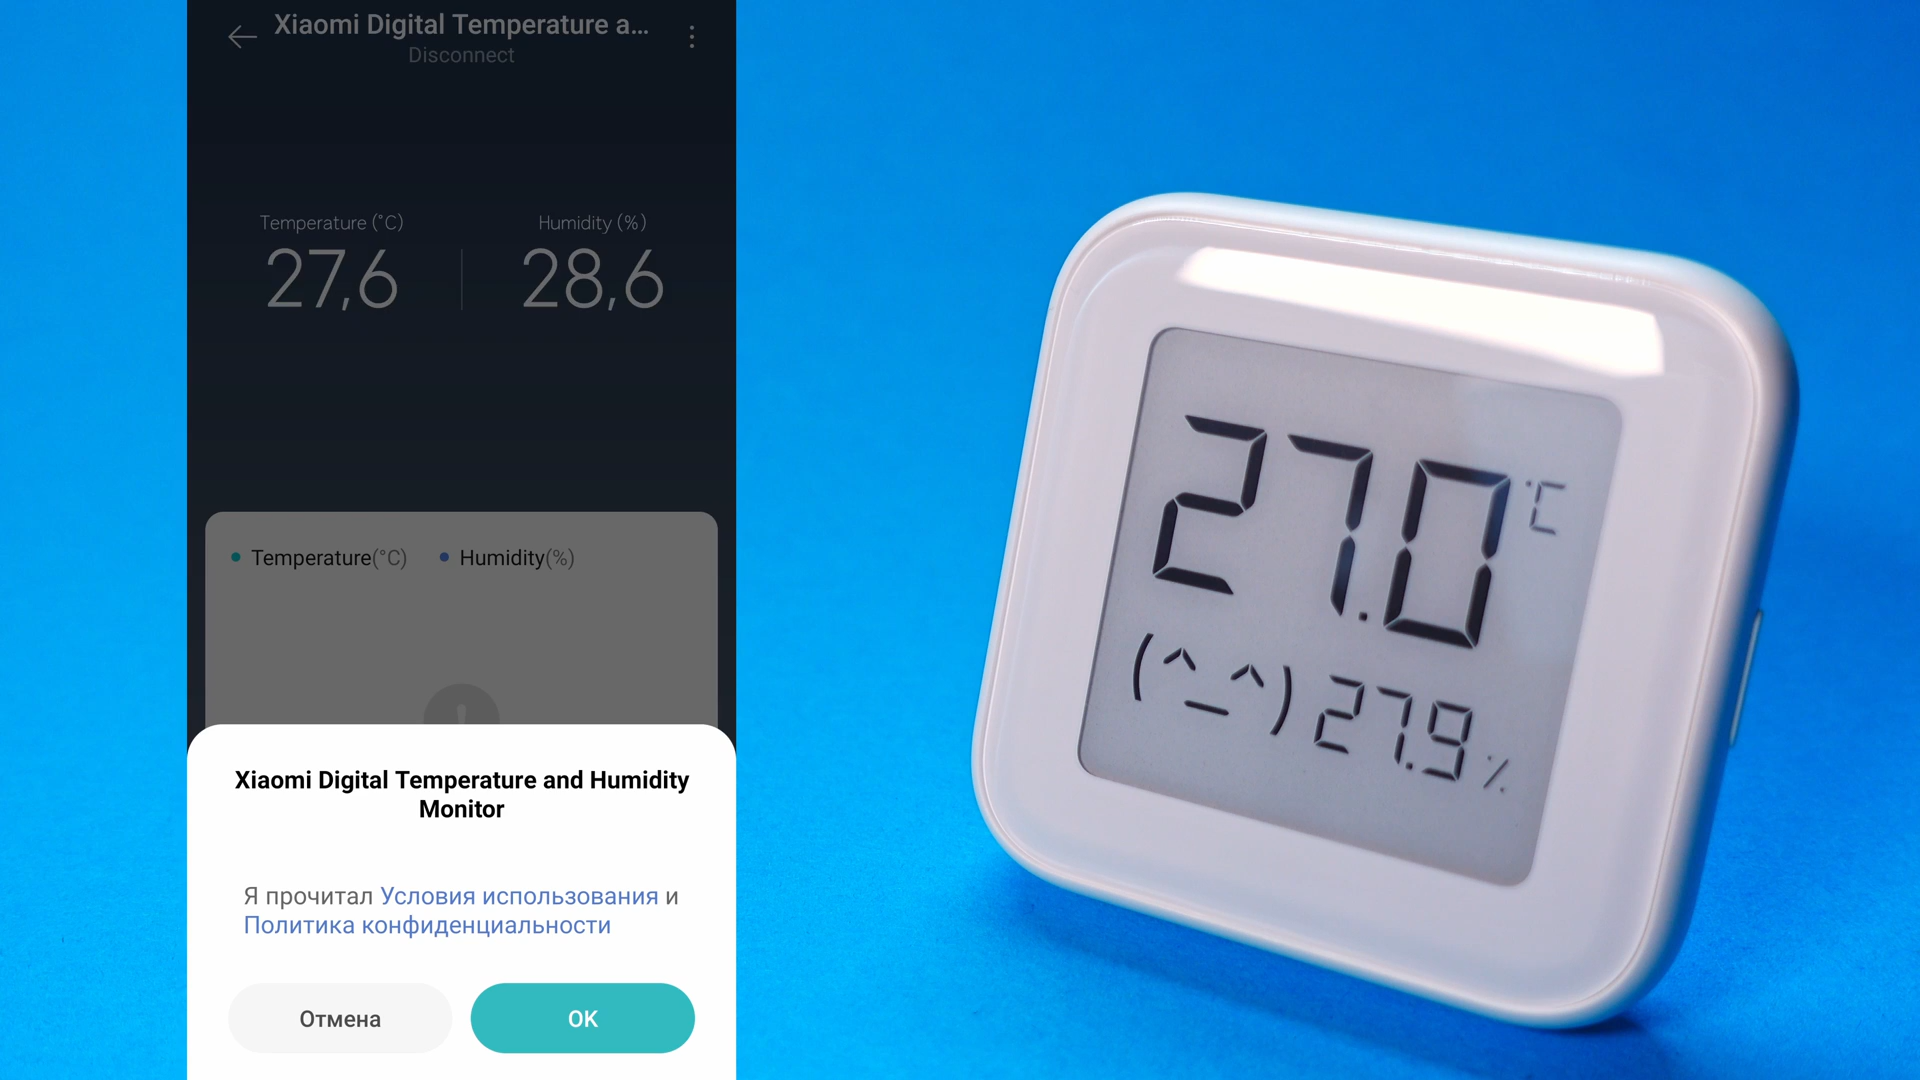 Xiaomi Digital Temperature a...
Disconnect
Temperature (°C)
Humidity (%)
27,6
28,6
Temperature(°C)
Humidity(%)
!
Xiaomi Digital Temperature and Humidity
Monitor
Я прочитал Условия использования и
Политика конфиденциальности
Отмена
OK
27.0 °C
(^_^) 27.9 %